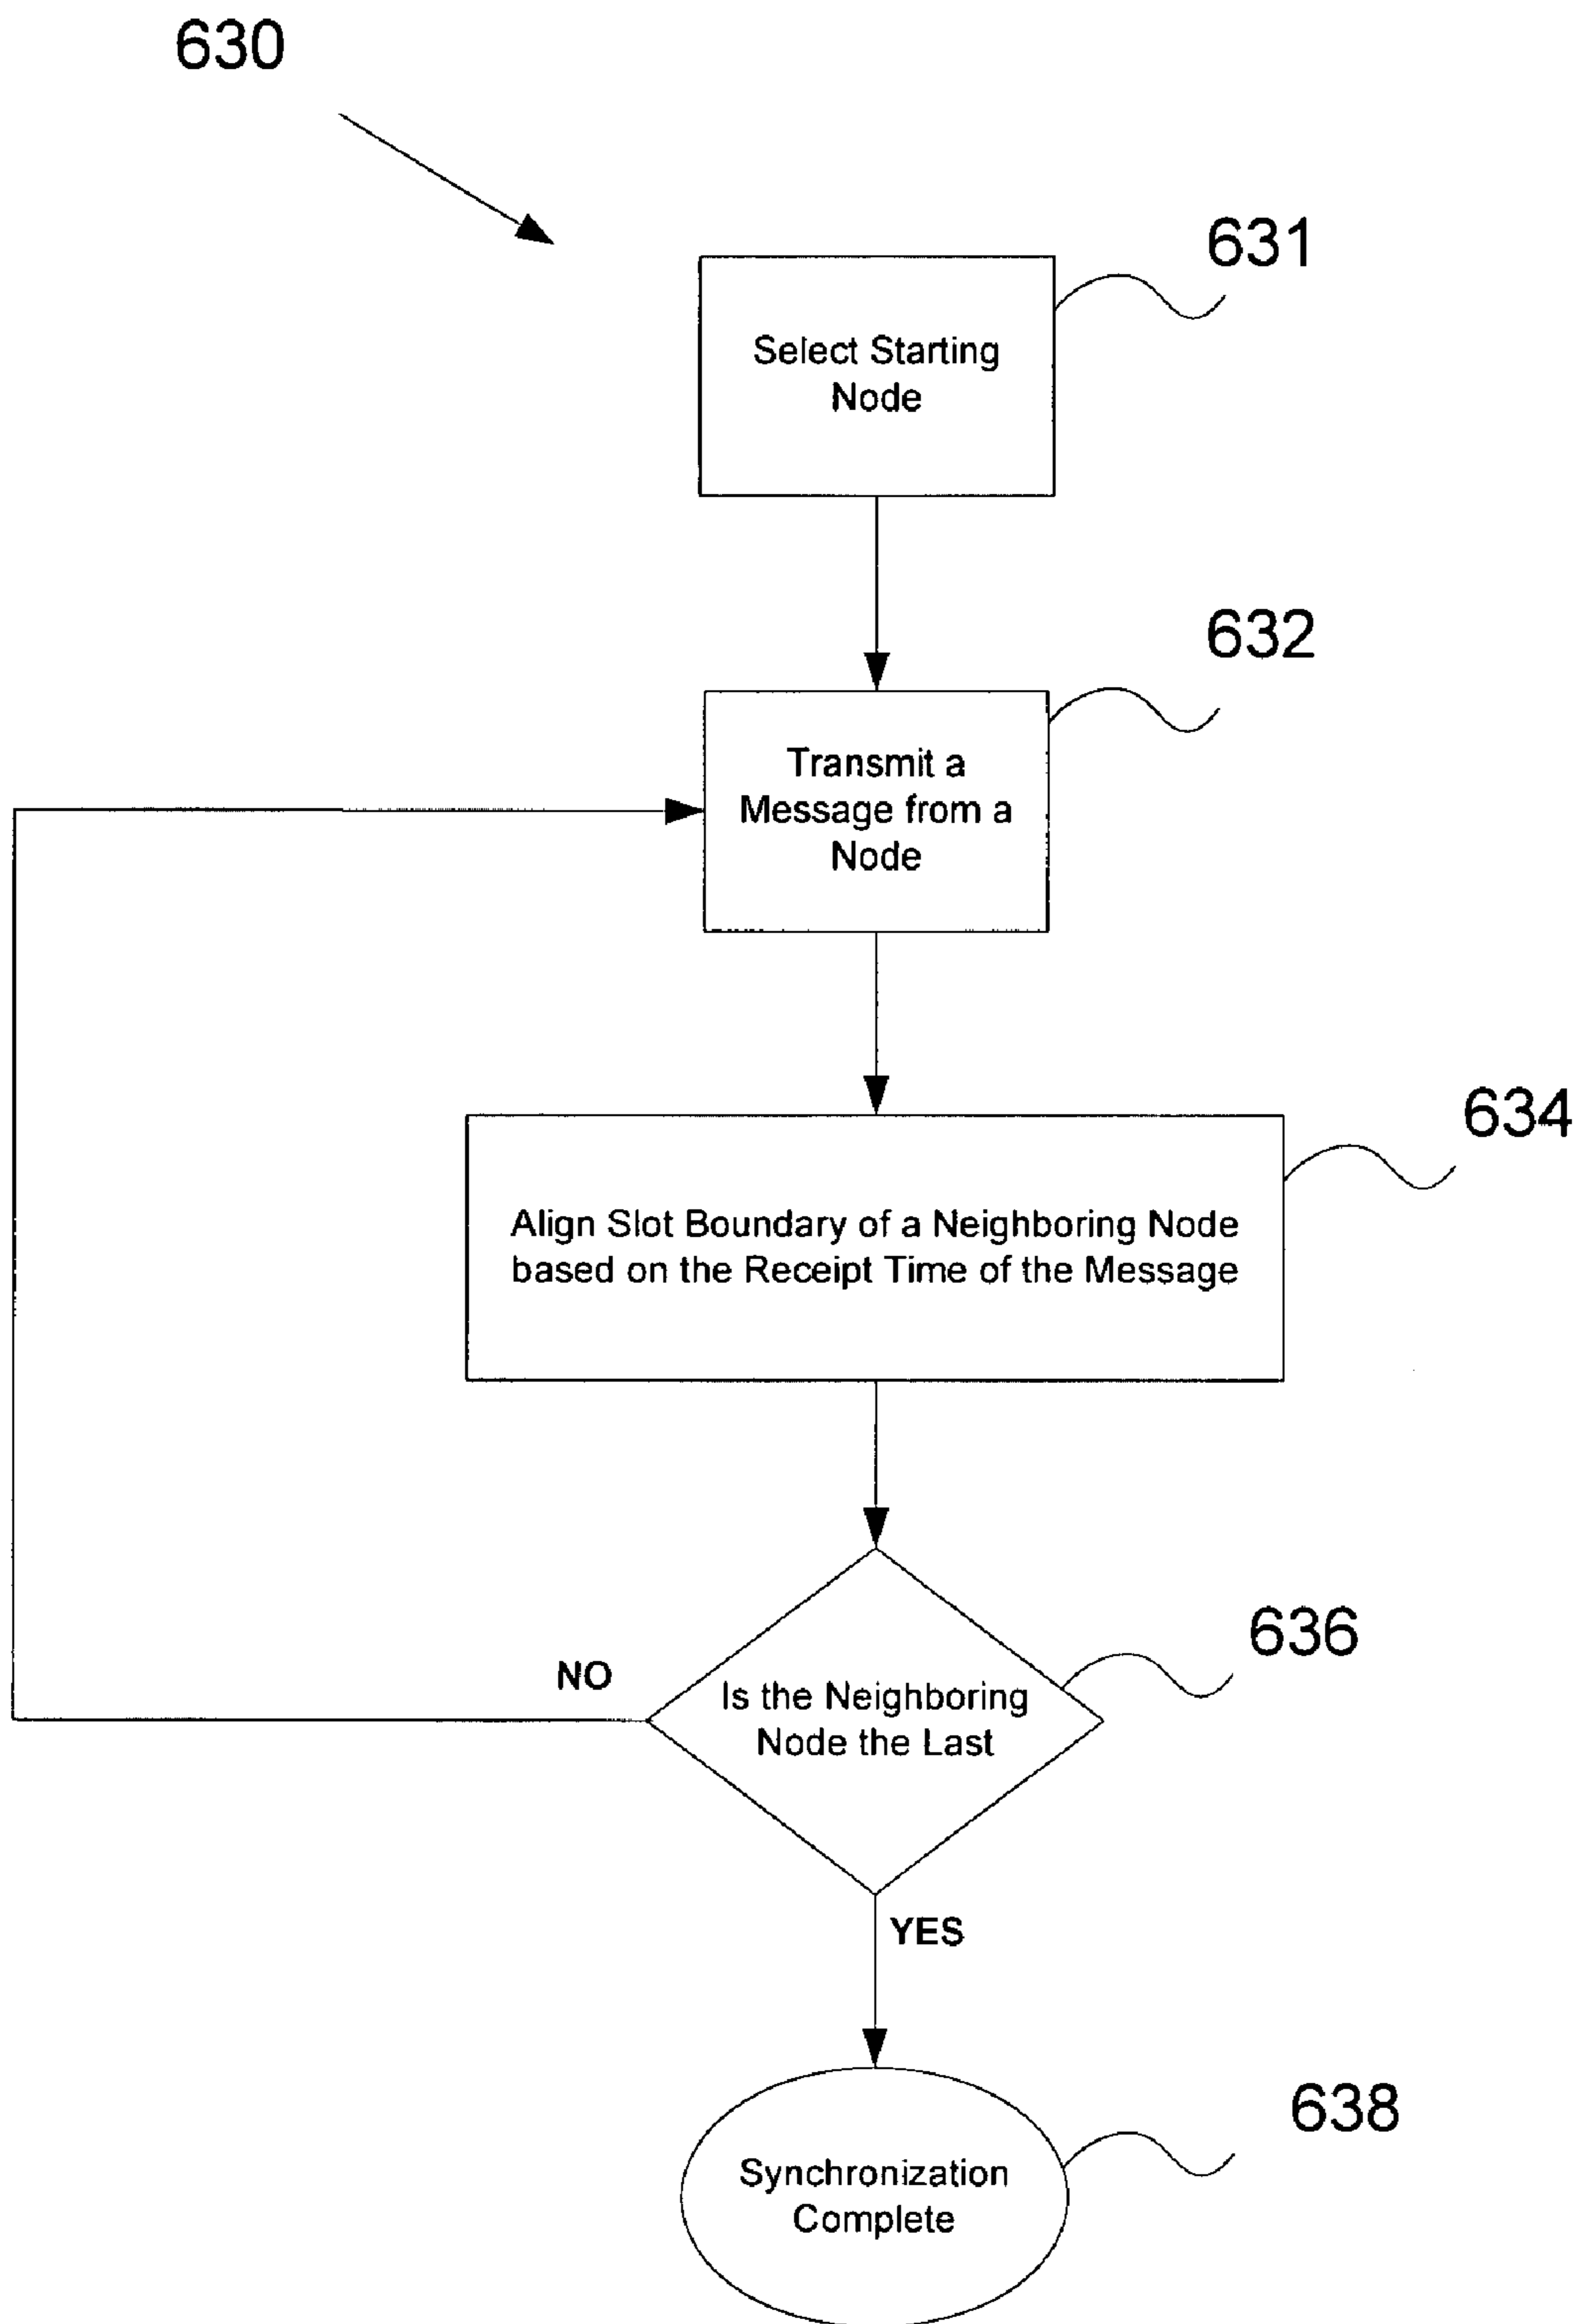 630
631
Select Starting
Node
632
Transmit a
Message from a
Node
634
Align Slot Boundary of a Neighboring Node
based on the Receipt Time of the Message
636
NO
Is the Neighboring
Node the Last
YES
638
Synchronization
Complete